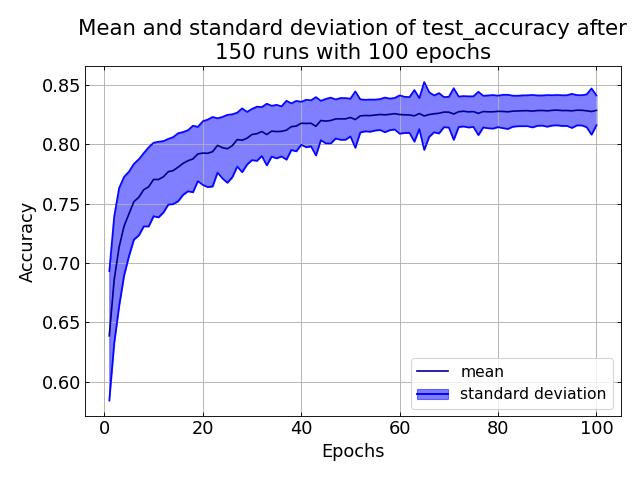 Mean and standard deviation of test_accuracy after
150 runs with 100 epochs
0.85
0.80
0.75
0.70
0.65
0.60
Accuracy
mean
standard deviation
0 20 40 60 80 100
Epochs